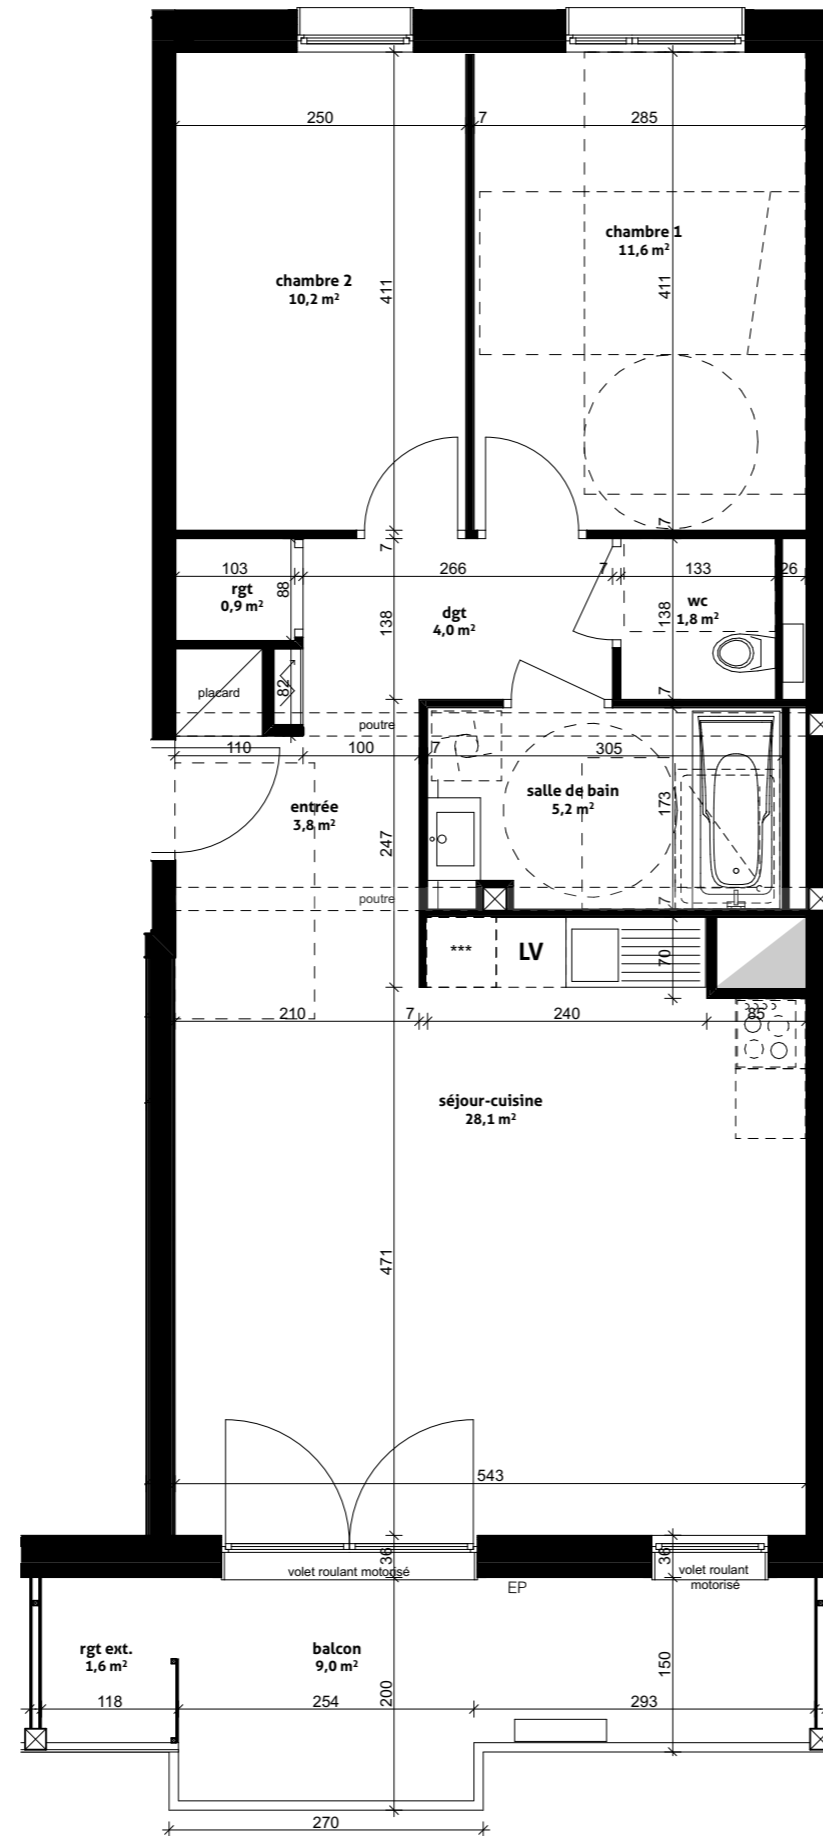 250
7
285
chambre 1
11,6 m²
chambre 2
10,2 m²
411
411
7
7
103
266
7
133
26
rgt
0,9 m²
88
dgt
4,0 m²
138
wc
1,8 m²
138
7
82
placard
poutre
110
100
7
305
entrée
3,8 m²
salle de bain
5,2 m²
173
247
poutre
7
***
LV
70
210
7
240
85
séjour-cuisine
28,1 m²
471
543
36
36
volet roulant motorisé
volet roulant
motorisé
EP
rgt ext.
1,6 m²
balcon
9,0 m²
200
150
118
254
293
270